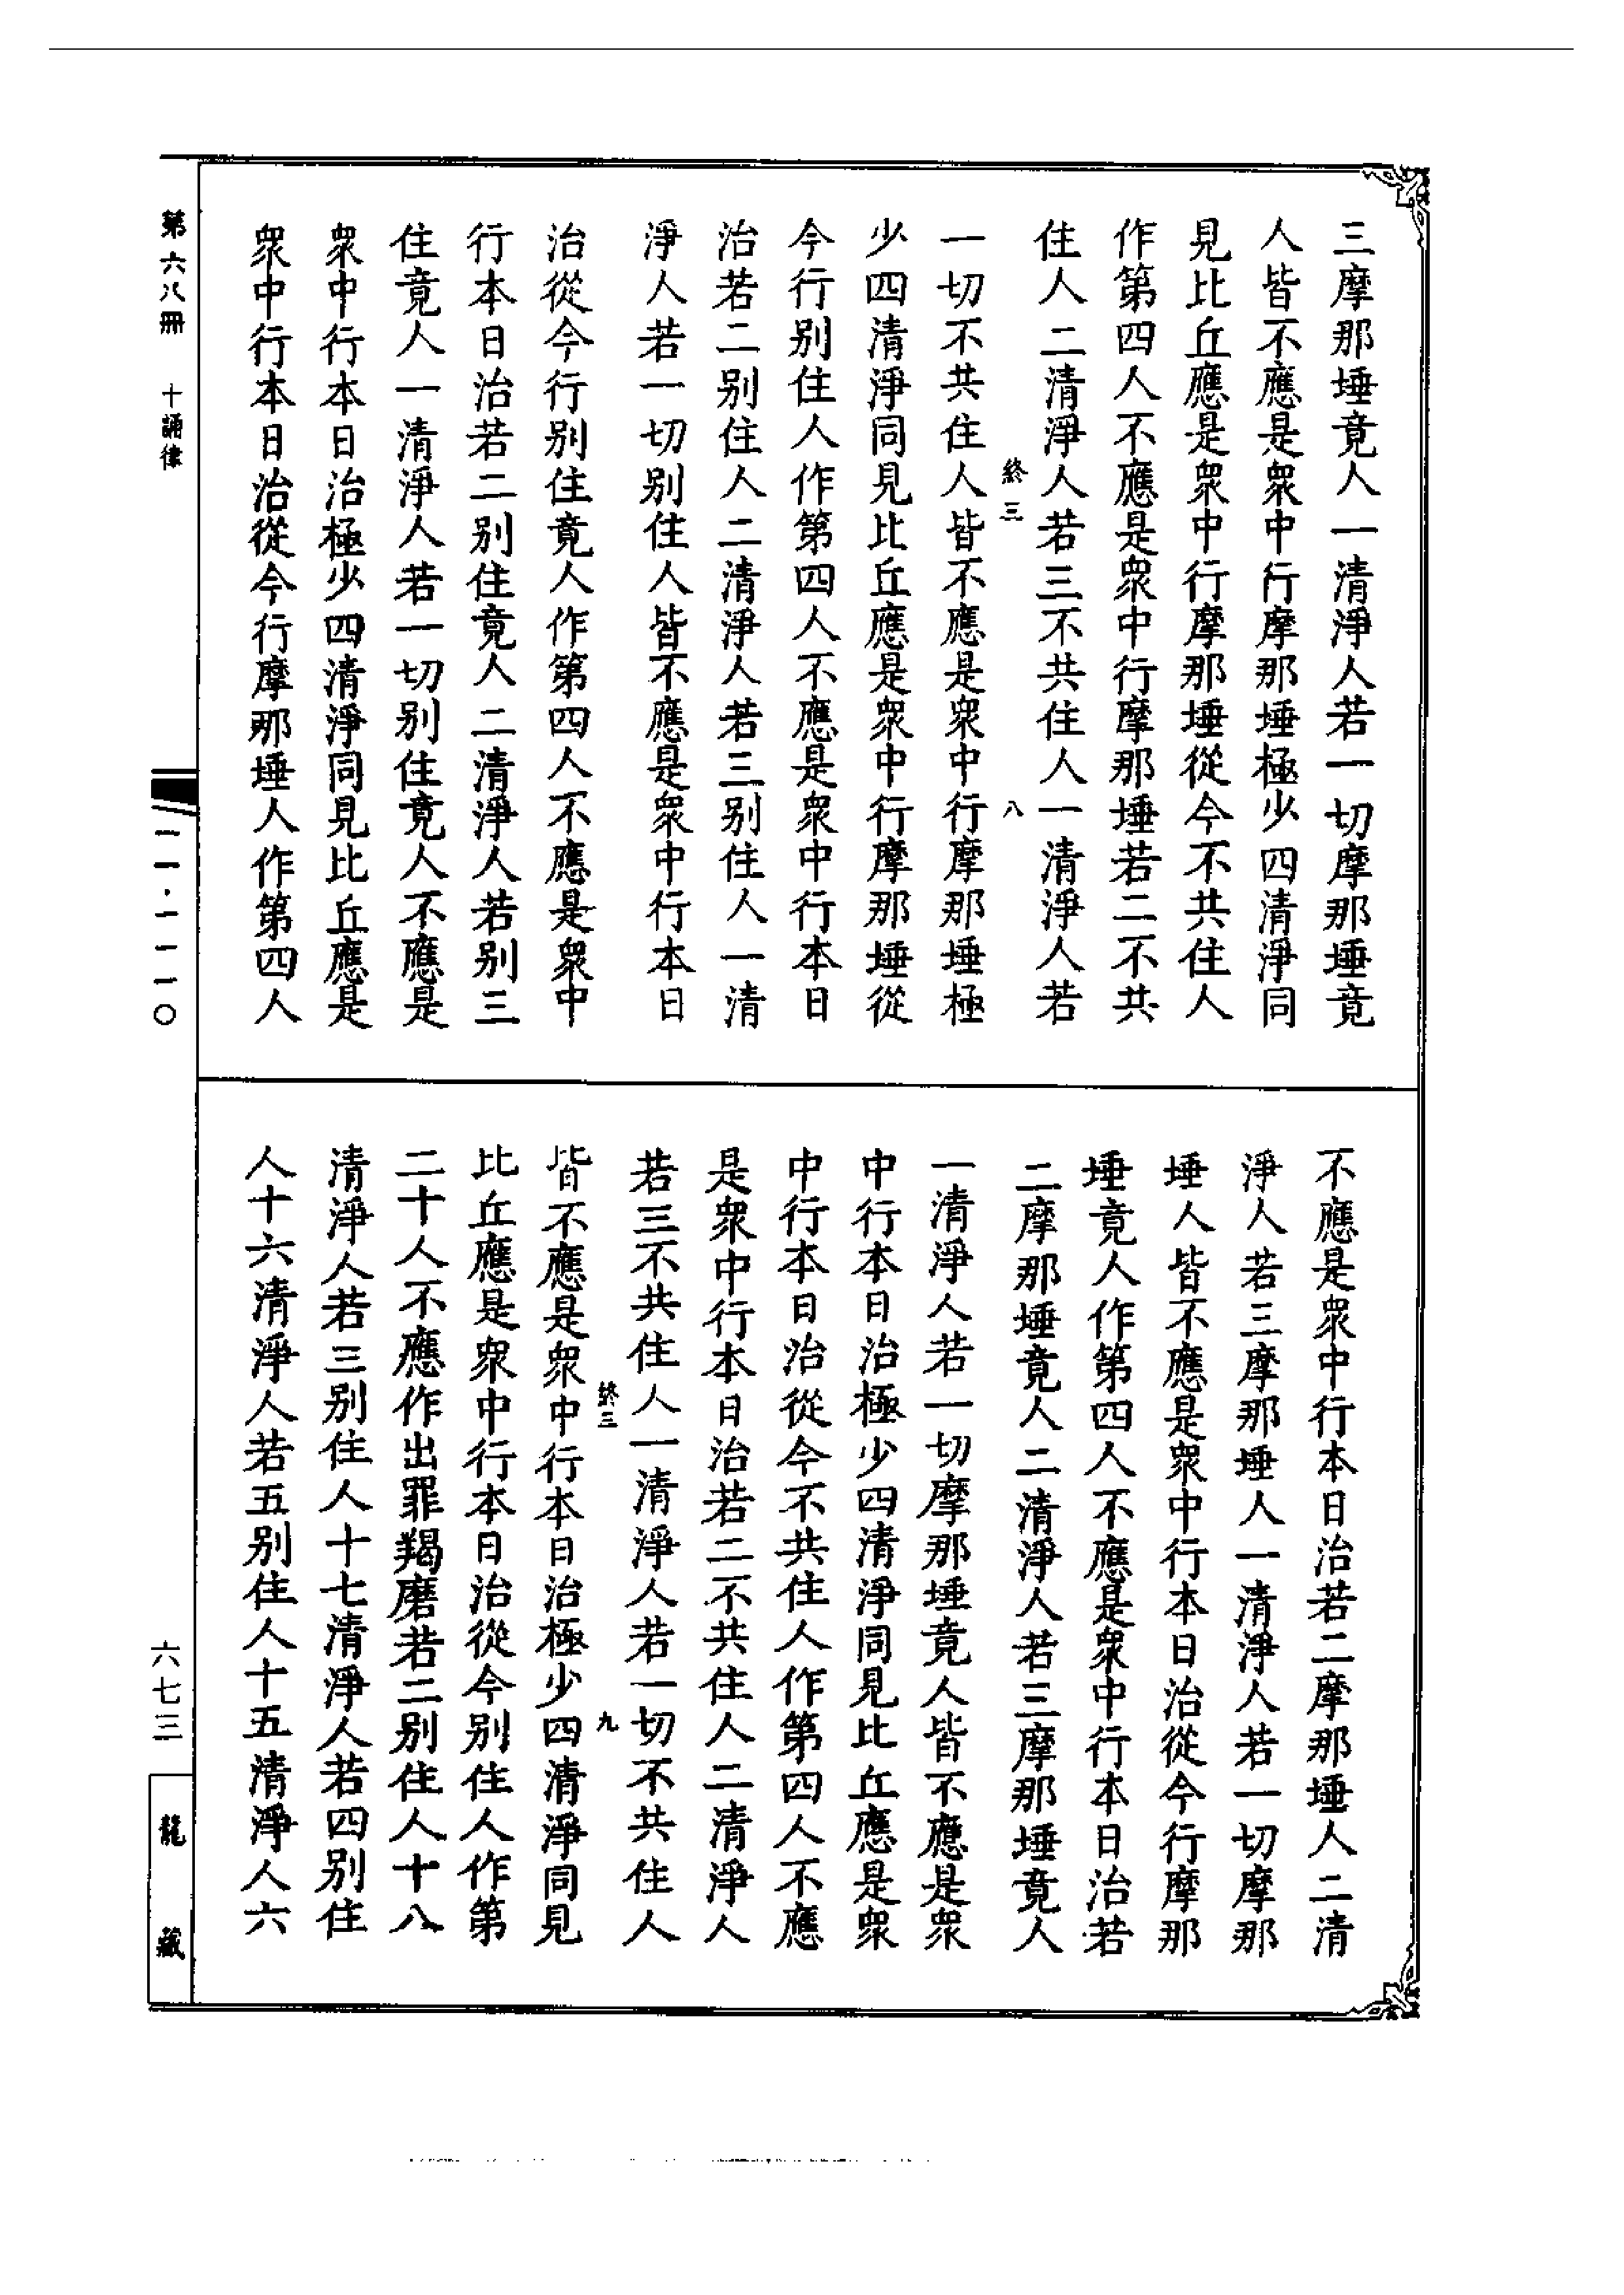 三摩那埵竟人一清淨人若一切摩那埵竟
人皆不應是衆中行摩那埵極少四清淨同
見比丘應是衆中行摩那埵從今不共住人
作第四人不應是衆中行摩那埵若二不共
住人二清淨人若三不共住人一清淨人若
終三 八
一切不共住人皆不應是衆中行摩那埵極
少四清淨同見比丘應是衆中行摩那埵從
今行別住人作第四人不應是衆中行本日
治若二別住人二清淨人若三別住人一清
淨人若一切別住人皆不應是衆中行本日
治從今行別住竟人作第四人不應是衆中
行本日治若二別住竟人二清淨人若別三
住竟人一清淨人若一切別住竟人不應是
衆中行本日治極少四清淨同見比丘應是
衆中行本日治從今行摩那埵人作第四人
不應是衆中行本日治若二摩那埵人二清
淨人若三摩那埵人一清淨人若一切摩那
埵人皆不應是衆中行本日治從今行摩那
埵竟人作第四人不應是衆中行本日治若
二摩那埵竟人二清淨人若三摩那埵竟人
一清淨人若一切摩那埵竟人皆不應是衆
中行本日治極少四清淨同見比丘應是衆
中行本日治從今不共住人作第四人不應
是衆中行本日治若二不共住人二清淨人
若三不共住人一清淨人若一切不共住人
終三 九
皆不應是衆中行本日治極少四清淨同見
比丘應是衆中行本日治從今別住人作第
二十人不應作出罪羯磨若二別住人十八
清淨人若三別住人十七清淨人若四別住
人十六清淨人若五別住人十五清淨人六
第六八冊 十誦律
二一·一一一〇
六七三
龍藏